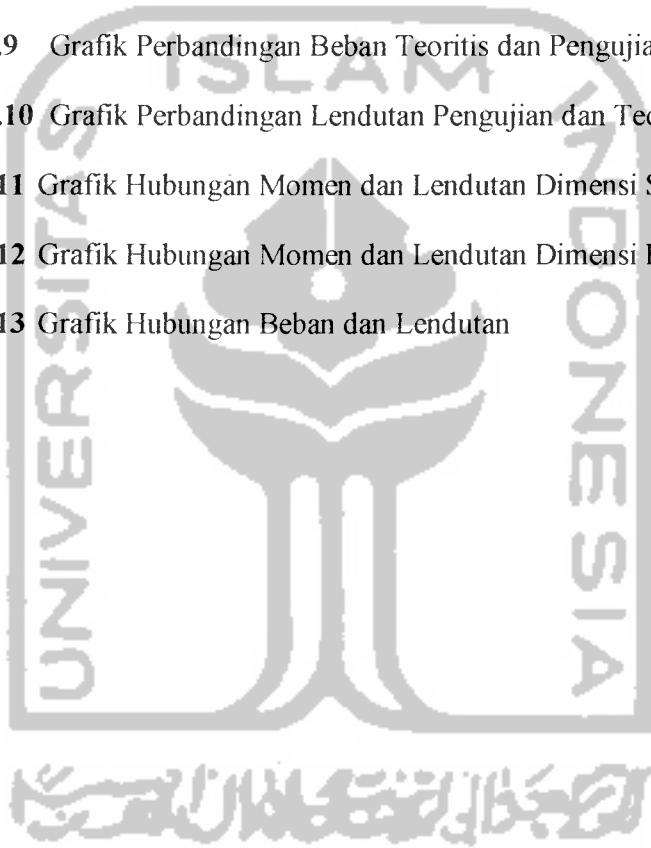 .9 Grafik Perbandingan Beban Teoritis dan Pengujia
.10 Grafik Perbandingan Lendutan Pengujian dan Teo
11 Grafik Hubungan Momen dan Lendutan Dimensi S
12 Grafik Hubungan Momen dan Lendutan Dimensi
13 Grafik Hubungan Beban dan Lendutan
ISLAM
UNIVERSITAS
INDONESIA